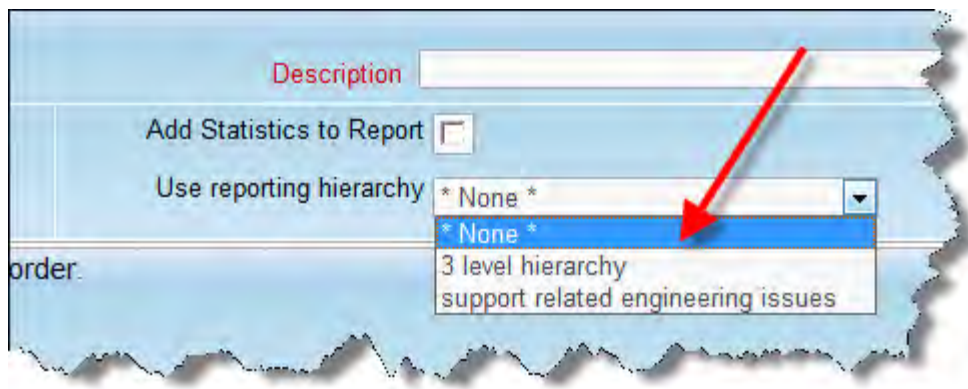 Description
Add Statistics to Report
Use reporting hierarchy * None *
* None *
3 level hierarchy
order.
support related engineering issues